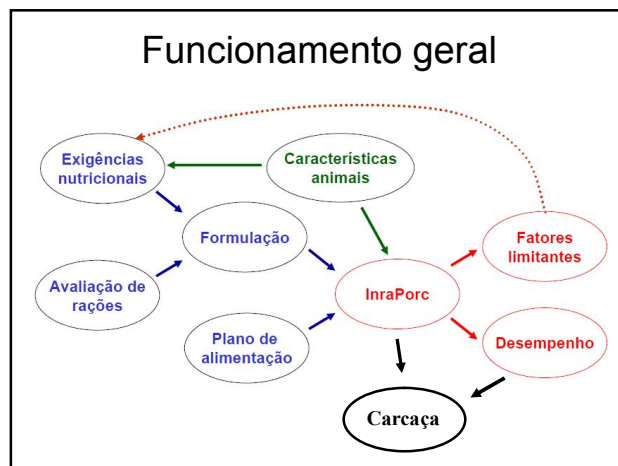 Funcionamento geral
Exigências
nutricionais
Características
animais
Formulação
Fatores
limitantes
Avaliação de
rações
InraPorc
Plano de
alimentação
Desempenho
Carcaça